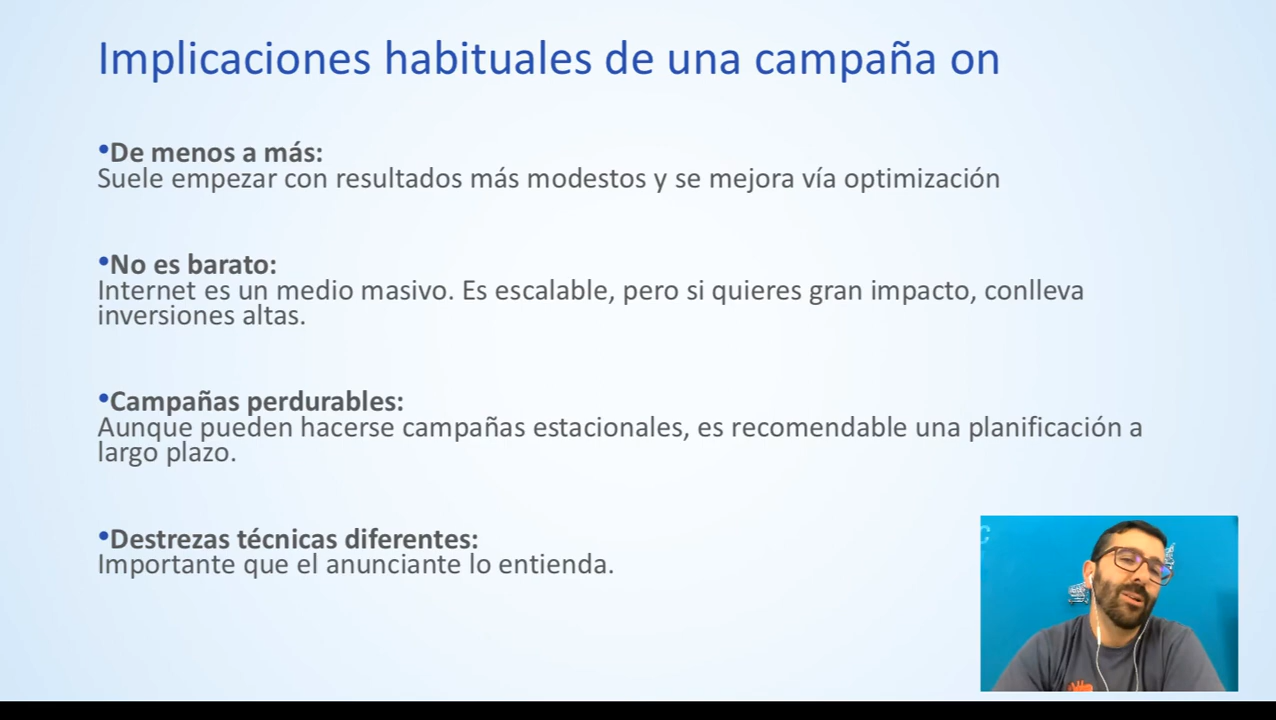 Implicaciones habituales de una campaña on
•De menos a más:
Suele empezar con resultados más modestos y se mejora vía optimización
•No es barato:
Internet es un medio masivo. Es escalable, pero si quieres gran impacto, conlleva
inversiones altas.
•Campañas perdurables:
Aunque pueden hacerse campañas estacionales, es recomendable una planificación a
largo plazo.
•Destrezas técnicas diferentes:
Importante que el anunciante lo entienda.
C